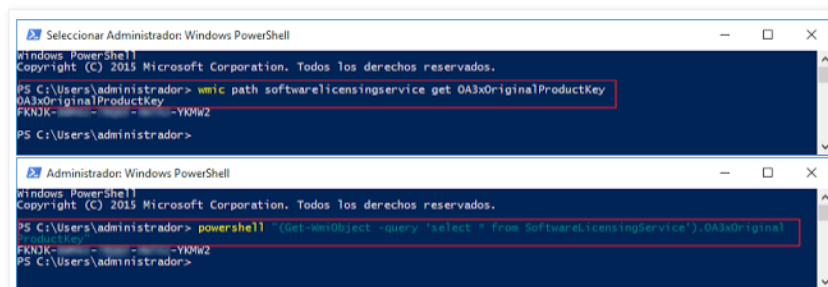 Seleccionar Administrador: Windows PowerShell
Windows PowerShell
Copyright (C) 2015 Microsoft Corporation. Todos los derechos reservados.
PS C:\Users\administrador> wmic path softwarelicensingservice get OA3xOriginalProductKey
OA3xOriginalProductKey
FKNJK- - - -YKMW2
PS C:\Users\administrador>
Administrador: Windows PowerShell
Windows PowerShell
Copyright (C) 2015 Microsoft Corporation. Todos los derechos reservados.
PS C:\Users\administrador> powershell "(Get-WmiObject -query 'select * from SoftwareLicensingService').OA3xOriginal
ProductKey"
FKNJK- - - -YKMW2
PS C:\Users\administrador>